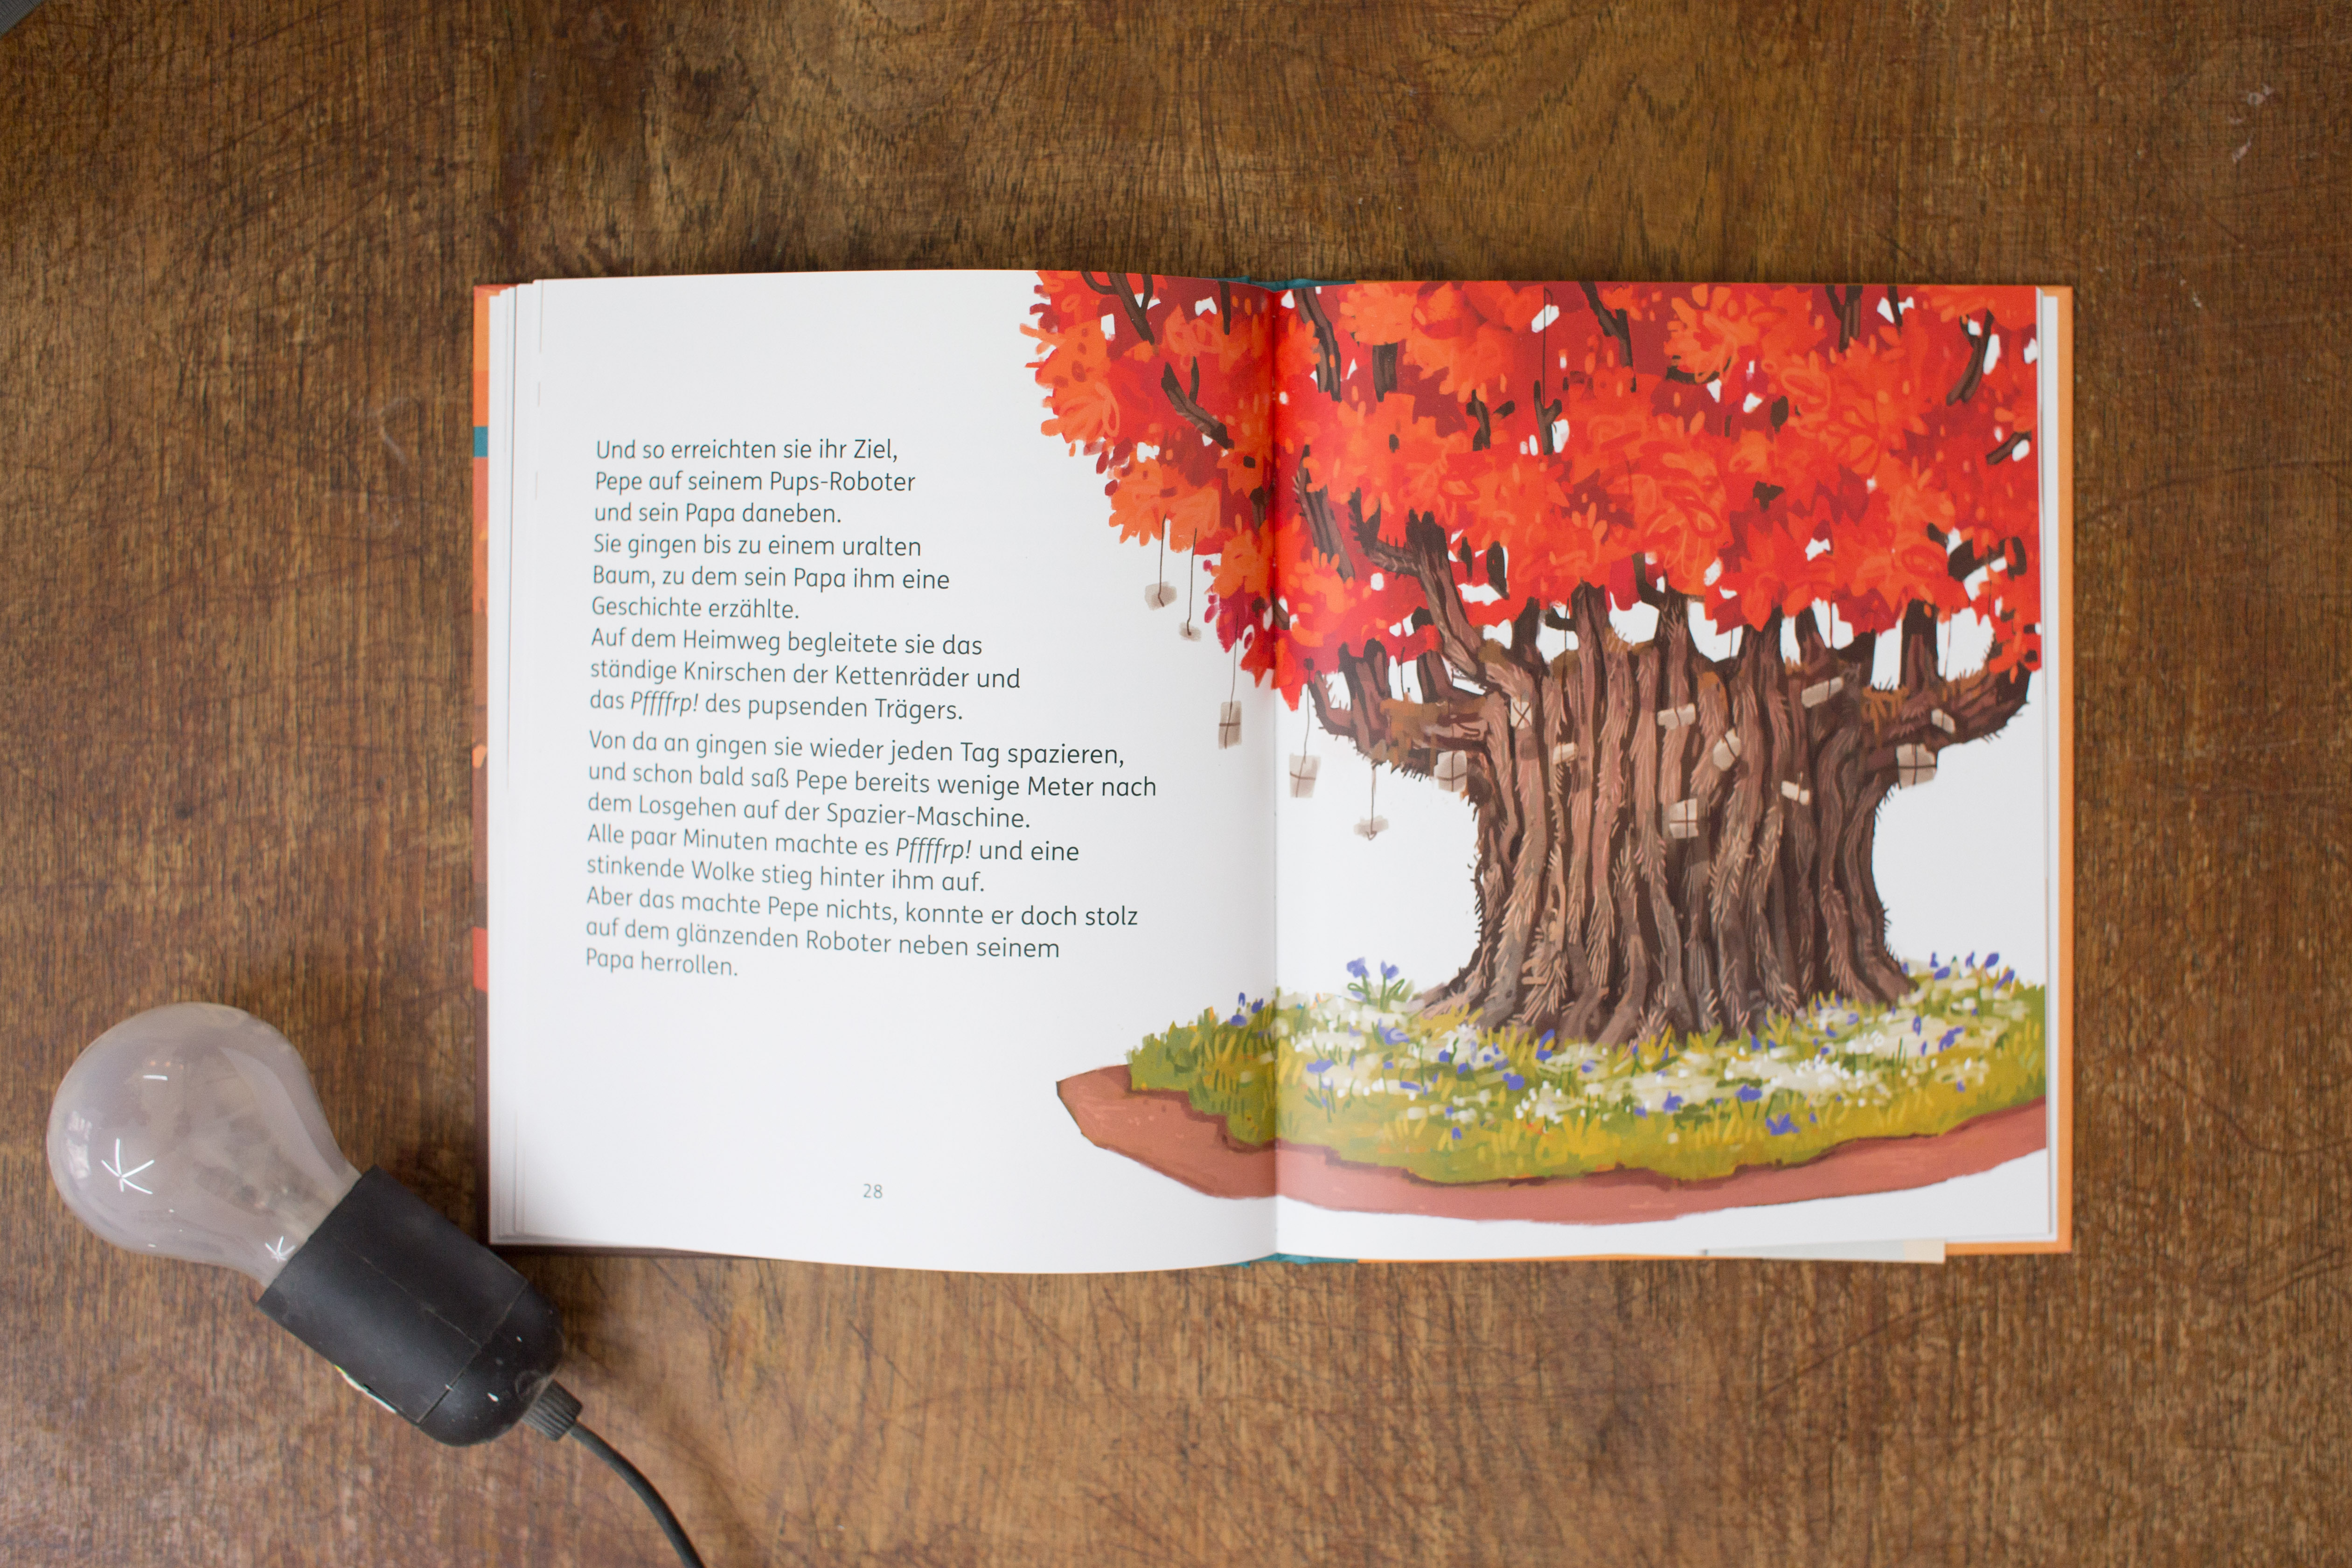 Und so erreichten sie ihr Ziel,
Pepe auf seinem Pups-Roboter
und sein Papa daneben.
Sie gingen bis zu einem uralten
Baum, zu dem sein Papa ihm eine
Geschichte erzählte.
Auf dem Heimweg begleitete sie das
ständige Knirschen der Kettenräder und
das Pffffrp! des pupsenden Trägers.
Von da an gingen sie wieder jeden Tag spazieren,
und schon bald saß Pepe bereits wenige Meter nach
dem Losgehen auf der Spazier-Maschine.
Alle paar Minuten machte es Pffffrp! und eine
stinkende Wolke stieg hinter ihm auf.
Aber das machte Pepe nichts, konnte er doch stolz
auf dem glänzenden Roboter neben seinem
Papa herrollen.
28